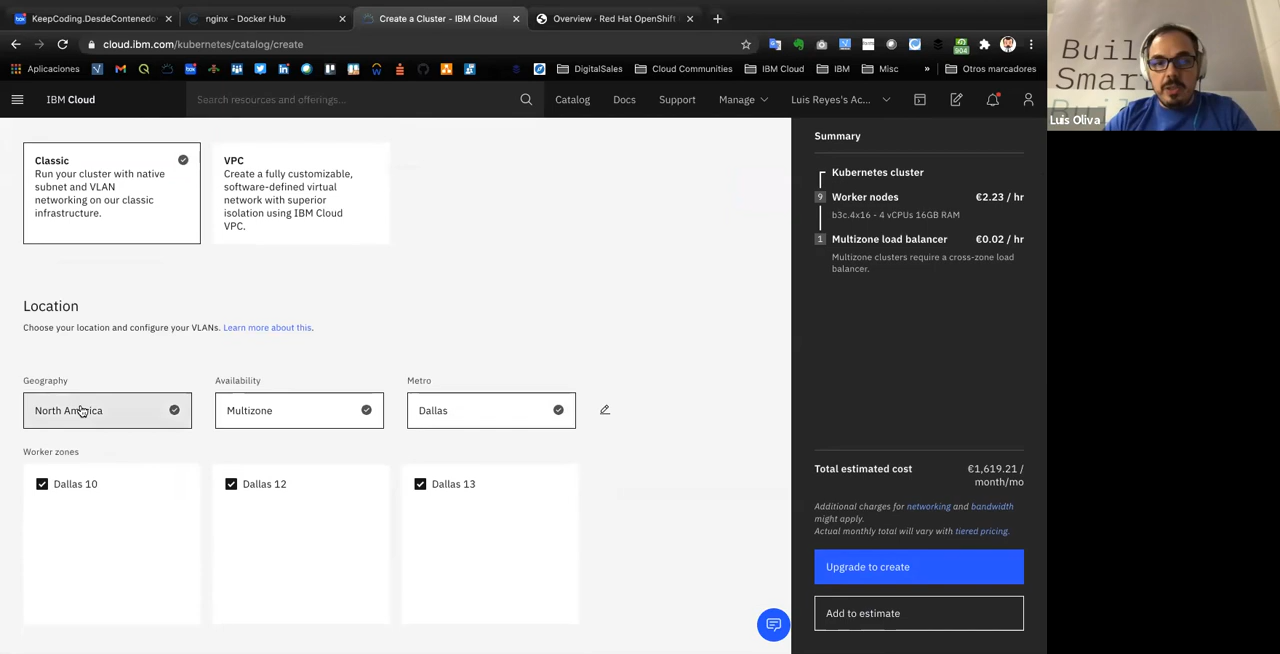 KeepCoding.DesdeContenedo
nginx - Docker Hub
Create a Cluster - IBM Cloud
Overview · Red Hat OpenShift
cloud.ibm.com/kubernetes/catalog/create
904
Aplicaciones
DigitalSales
Cloud Communities
IBM Cloud
IBM
Misc
»
Otros marcadores
IBM Cloud
Search resources and offerings...
Catalog
Docs
Support
Manage
Luis Reyes's Ac...
Classic
Run your cluster with native
subnet and VLAN
networking on our classic
infrastructure.
VPC
Create a fully customizable,
software-defined virtual
network with superior
isolation using IBM Cloud
VPC.
Location
Choose your location and configure your VLANs. Learn more about this.
Geography
Availability
Metro
North America
Multizone
Dallas
Worker zones
Dallas 10
Dallas 12
Dallas 13
Summary
Kubernetes cluster
9 Worker nodes €2.23 / hr
b3c.4x16 - 4 vCPUs 16GB RAM
1 Multizone load balancer €0.02 / hr
Multizone clusters require a cross-zone load
balancer.
Total estimated cost €1,619.21 /
month/mo
Additional charges for networking and bandwidth
might apply.
Actual monthly total will vary with tiered pricing.
Upgrade to create
Add to estimate
Luis Oliva